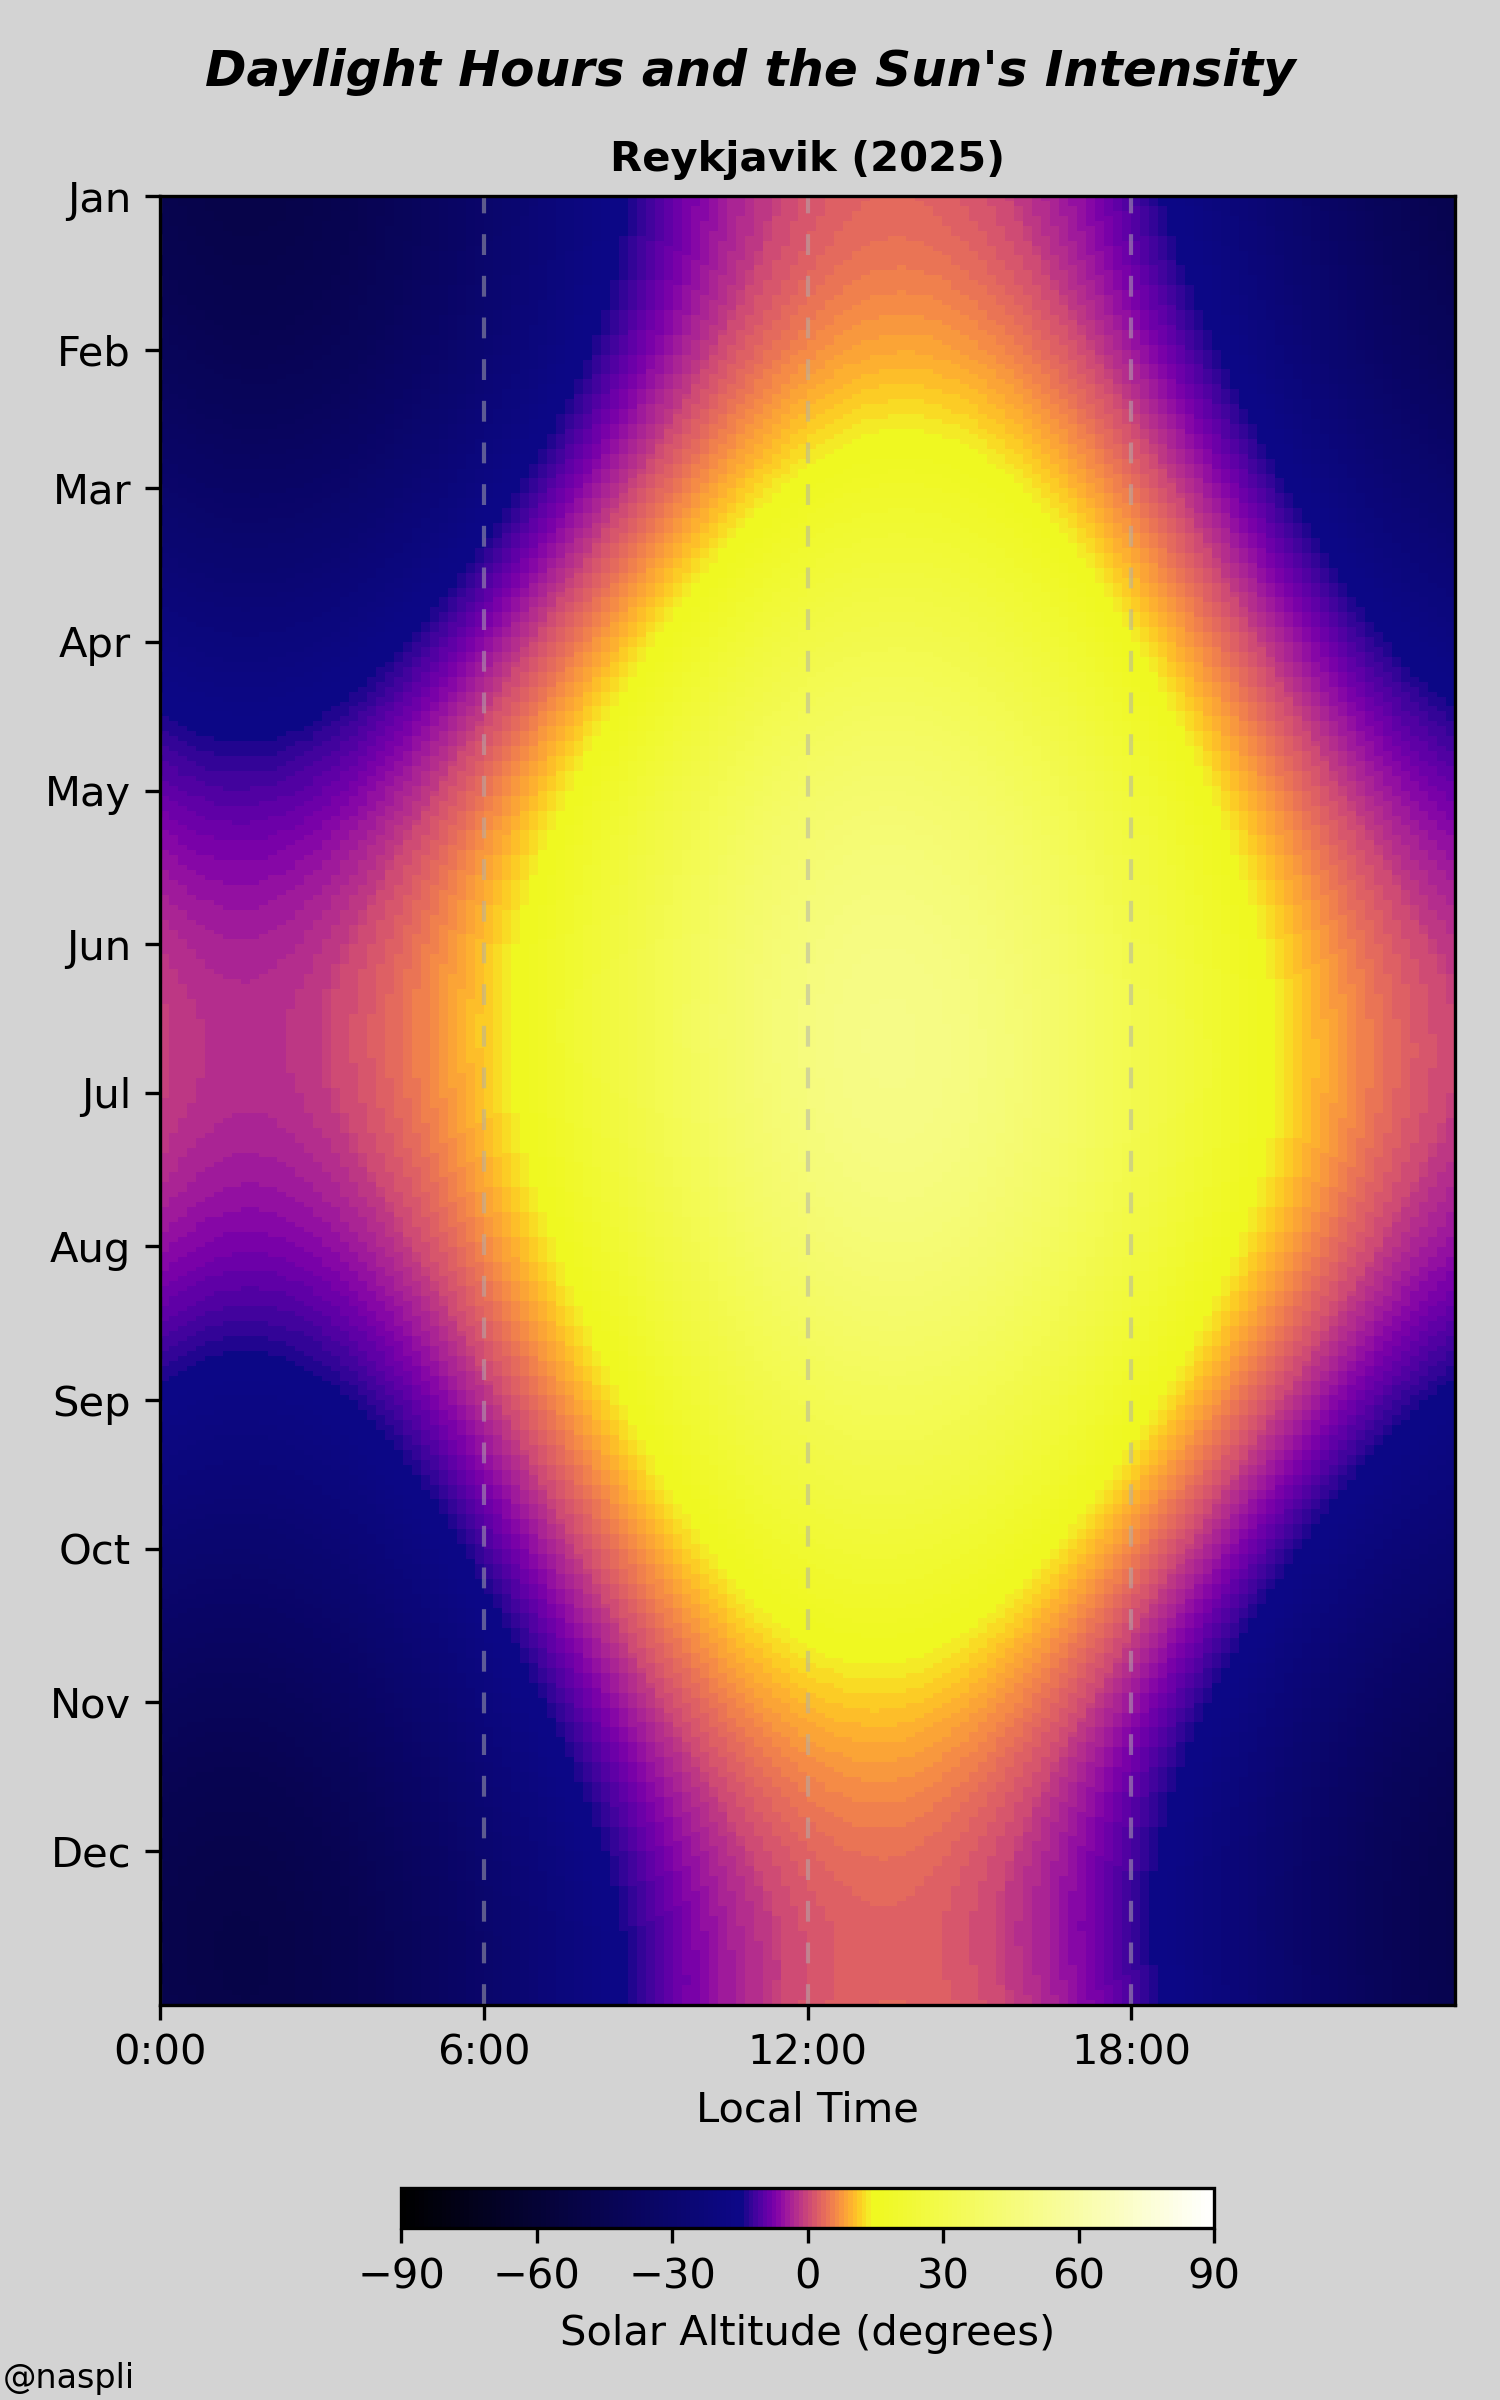 Daylight Hours and the Sun's Intensity
Reykjavik (2025)
Jan
Feb
Mar
Apr
May
Jun
Jul
Aug
Sep
Oct
Nov
Dec
0:00 6:00 12:00 18:00
Local Time
−90 −60 −30 0 30 60 90
Solar Altitude (degrees)
@naspli